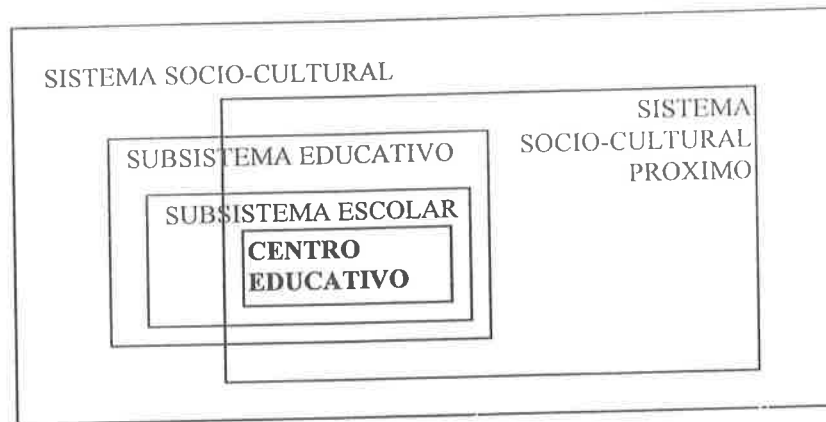 SISTEMA SOCIO-CULTURAL
SISTEMA
SOCIO-CULTURAL
PROXIMO
SUBSISTEMA EDUCATIVO
SUBSISTEMA ESCOLAR
CENTRO
EDUCATIVO